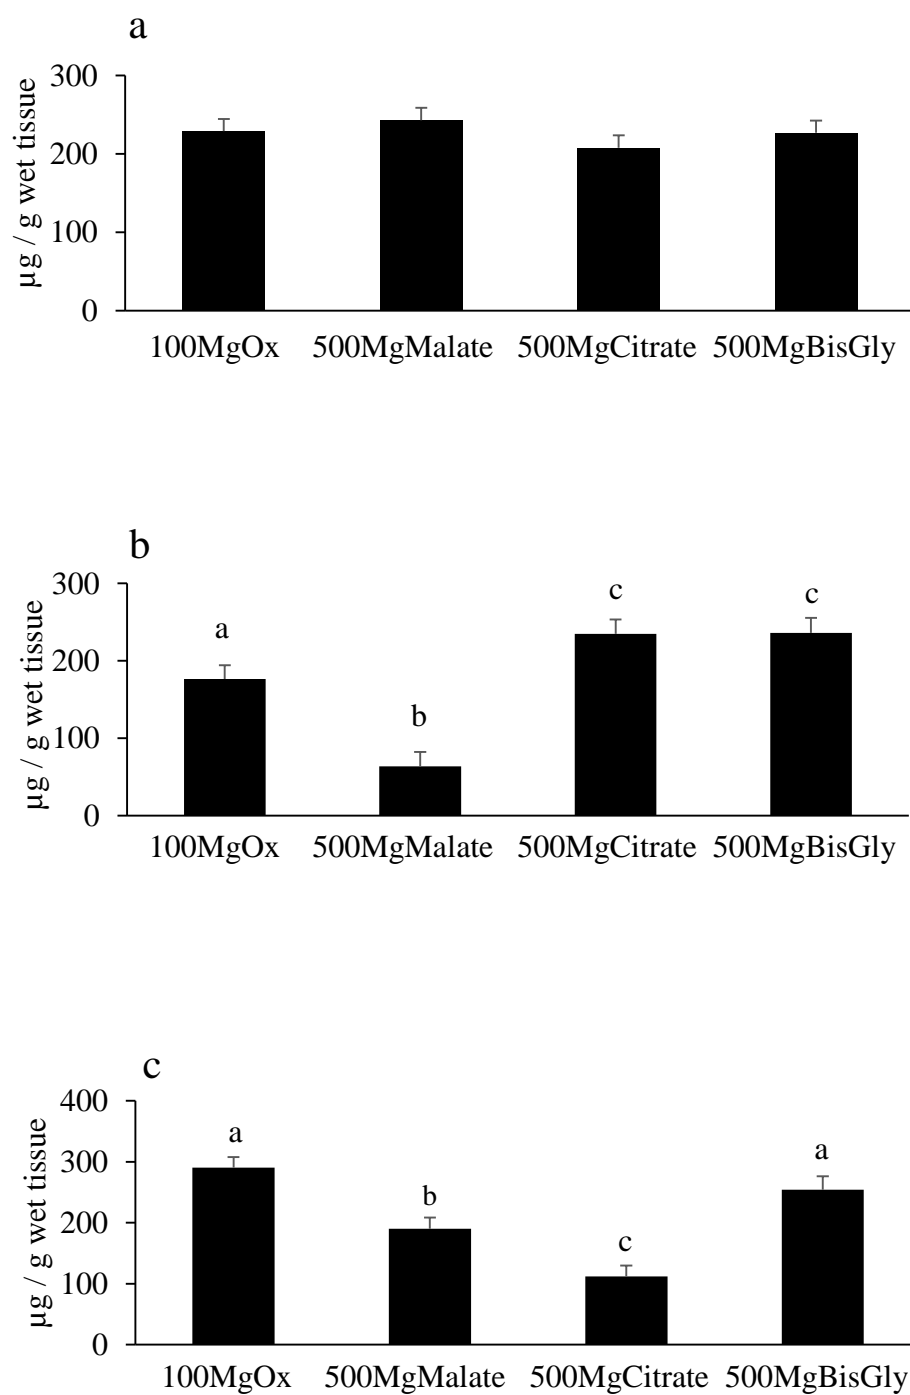 a
µg / g wet tissue
300
200
100
0
100MgOx 500MgMalate 500MgCitrate 500MgBisGly
b
µg / g wet tissue
300
200
100
0
a
b
c
c
100MgOx 500MgMalate 500MgCitrate 500MgBisGly
c
µg / g wet tissue
400
300
200
100
0
a
b
c
a
100MgOx 500MgMalate 500MgCitrate 500MgBisGly